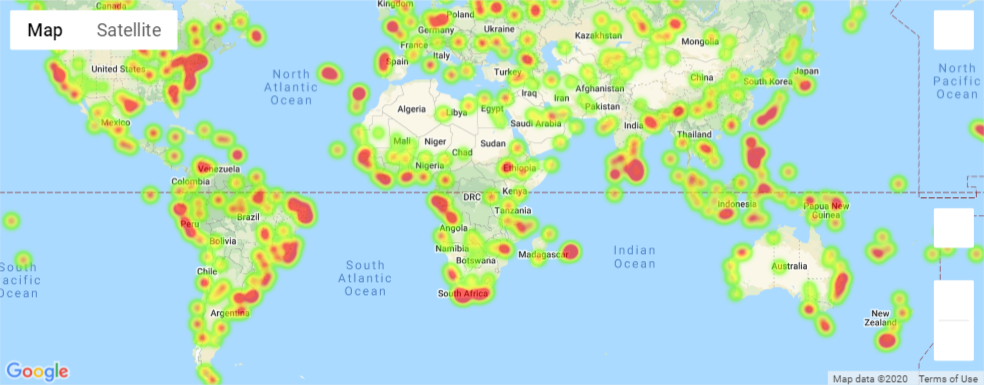 Canada
Kingdom
Poland
Map
Satellite
Germany
Ukraine
Kazakhstan
Mongolia
France
Italy
Spain
United States
Turkey
North
Atlantic
Ocean
China
Japan
South Korea
North
Pacific
Ocean
Afghanistan
Iraq
Iran
Pakistan
Algeria
Libya
Egypt
Saudi Arabia
Mexico
India
Thailand
Mali
Niger
Chad
Sudan
Nigeria
Ethiopia
Venezuela
Colombia
DRC
Kenya
Indonesia
Papua New
Guinea
Tanzania
Brazil
Peru
Angola
Bolivia
Namibia
Botswana
Madagascar
Indian
Ocean
South
Pacific
Ocean
Chile
South
Atlantic
Ocean
Australia
South Africa
Argentina
New
Zealand
Google
Map data ©2020
Terms of Use